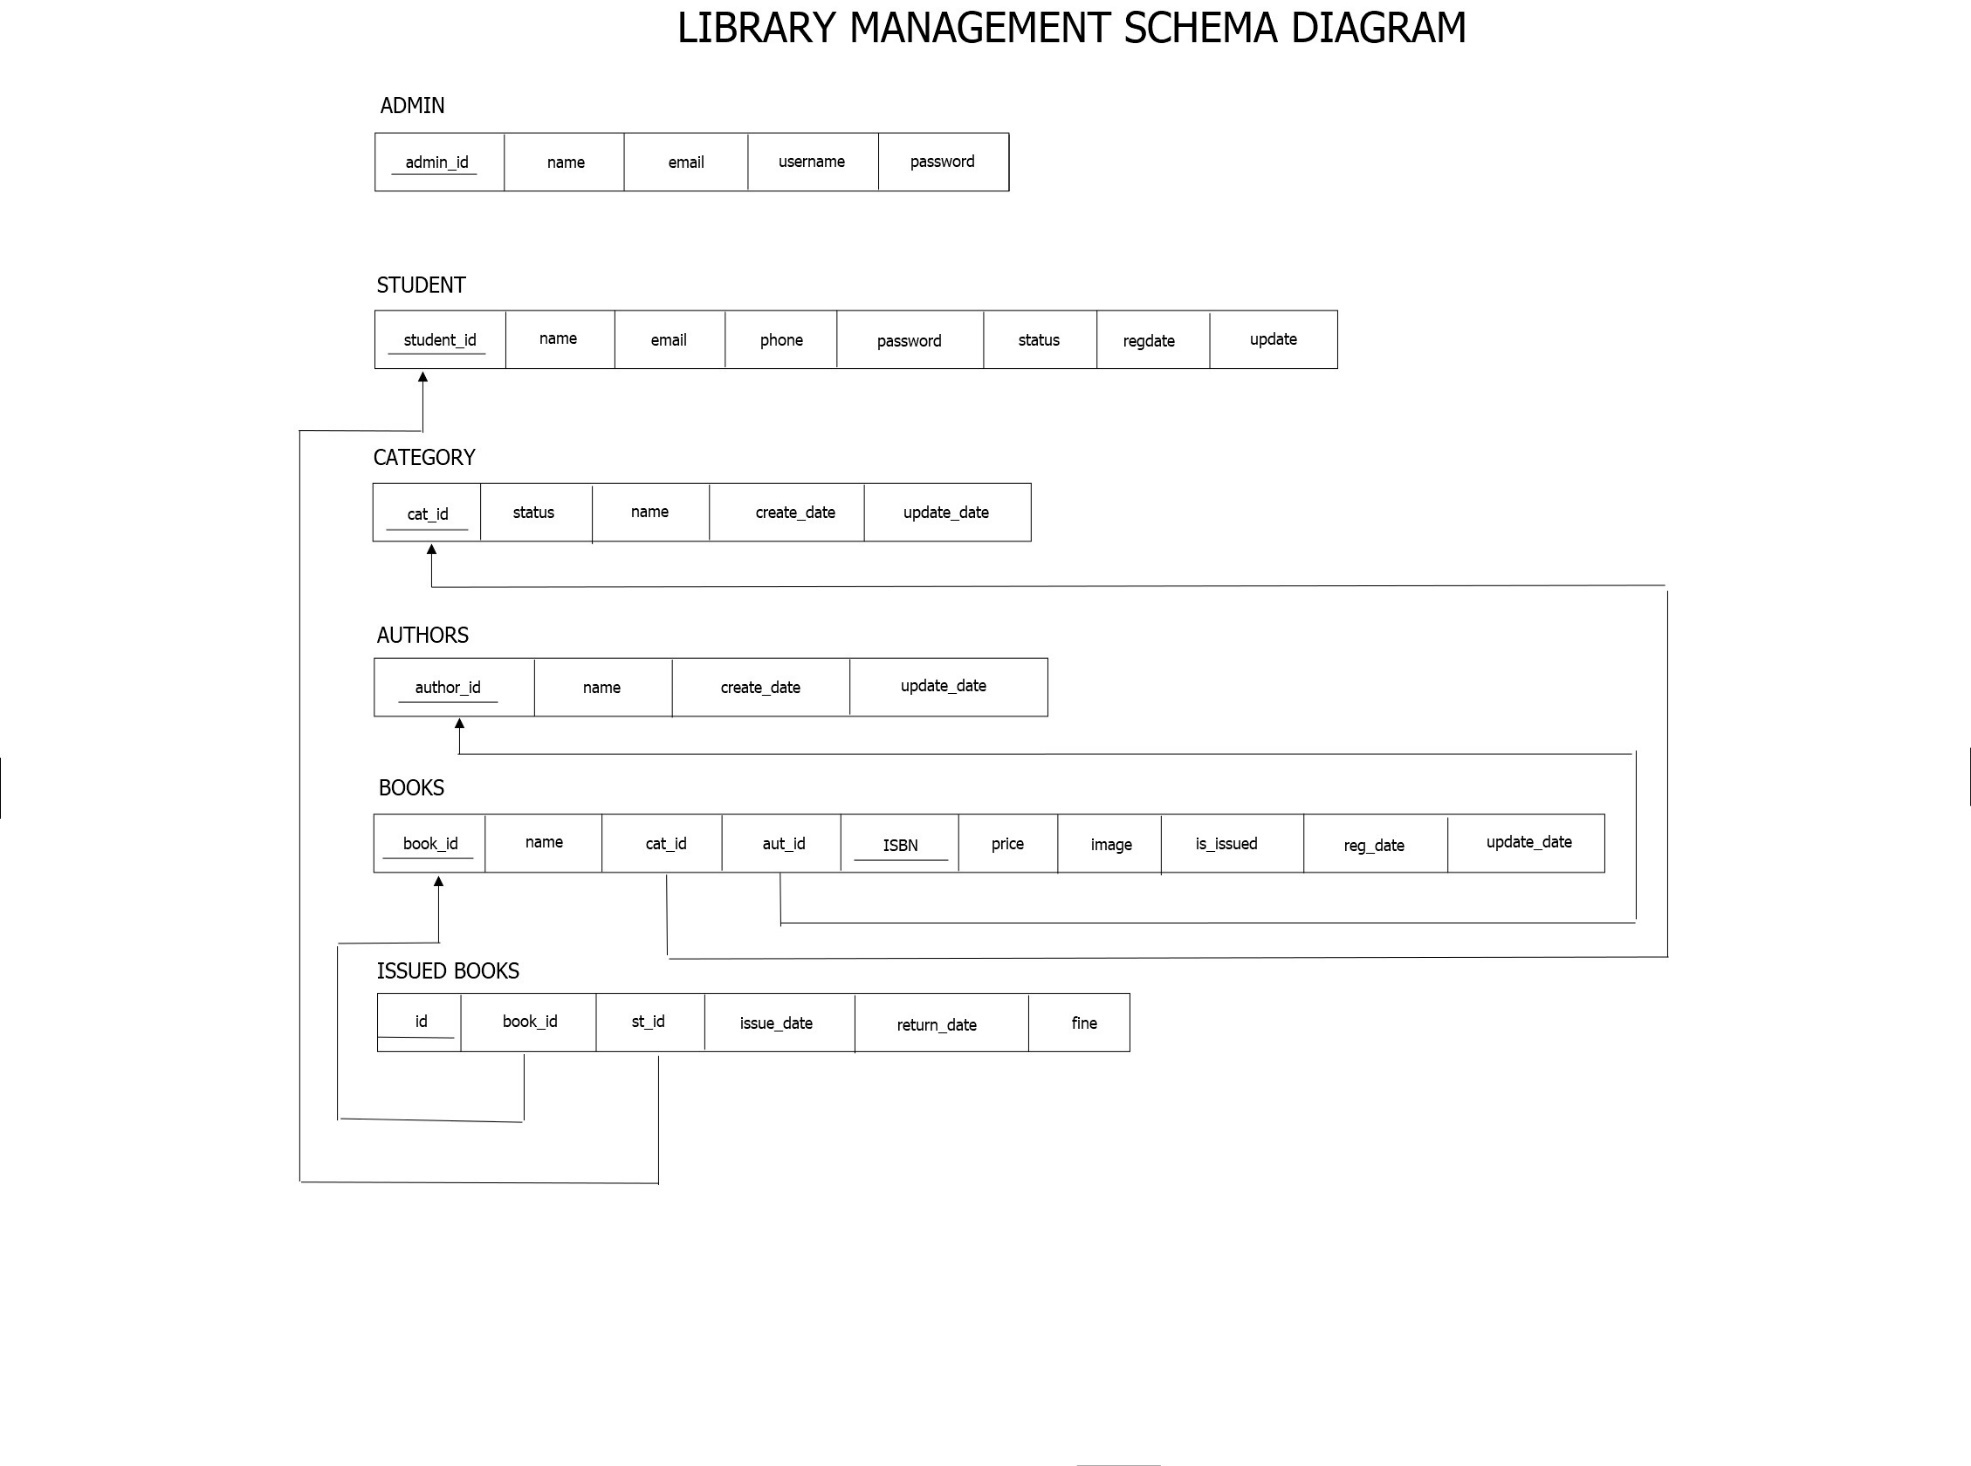 LIBRARY MANAGEMENT SCHEMA DIAGRAM
ADMIN
admin_id name email username password
STUDENT
student_id name email phone password status regdate update
CATEGORY
cat_id status name create_date update_date
AUTHORS
author_id name create_date update_date
BOOKS
book_id name cat_id aut_id ISBN price image is_issued reg_date update_date
ISSUED BOOKS
id book_id st_id issue_date return_date fine